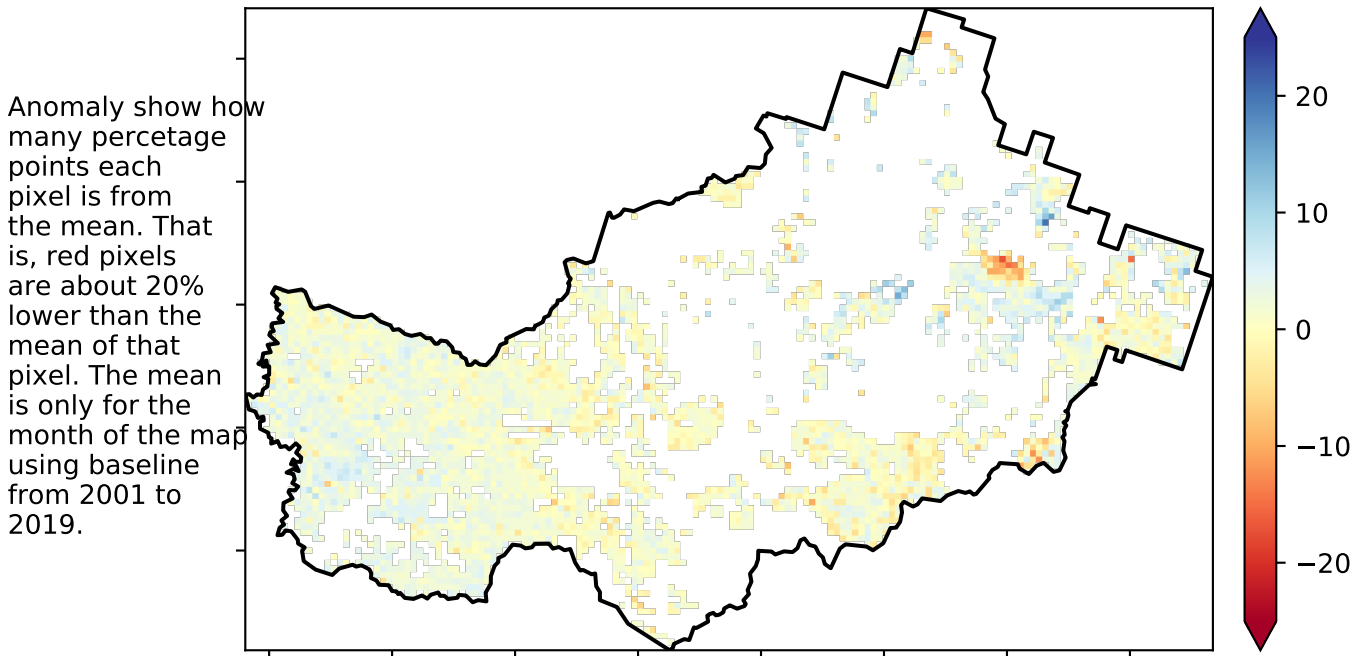 Anomaly show how
many percetage
points each
pixel is from
the mean. That
is, red pixels
are about 20%
lower than the
mean of that
pixel. The mean
is only for the
month of the map
using baseline
from 2001 to
2019.
20
10
0
−10
−20